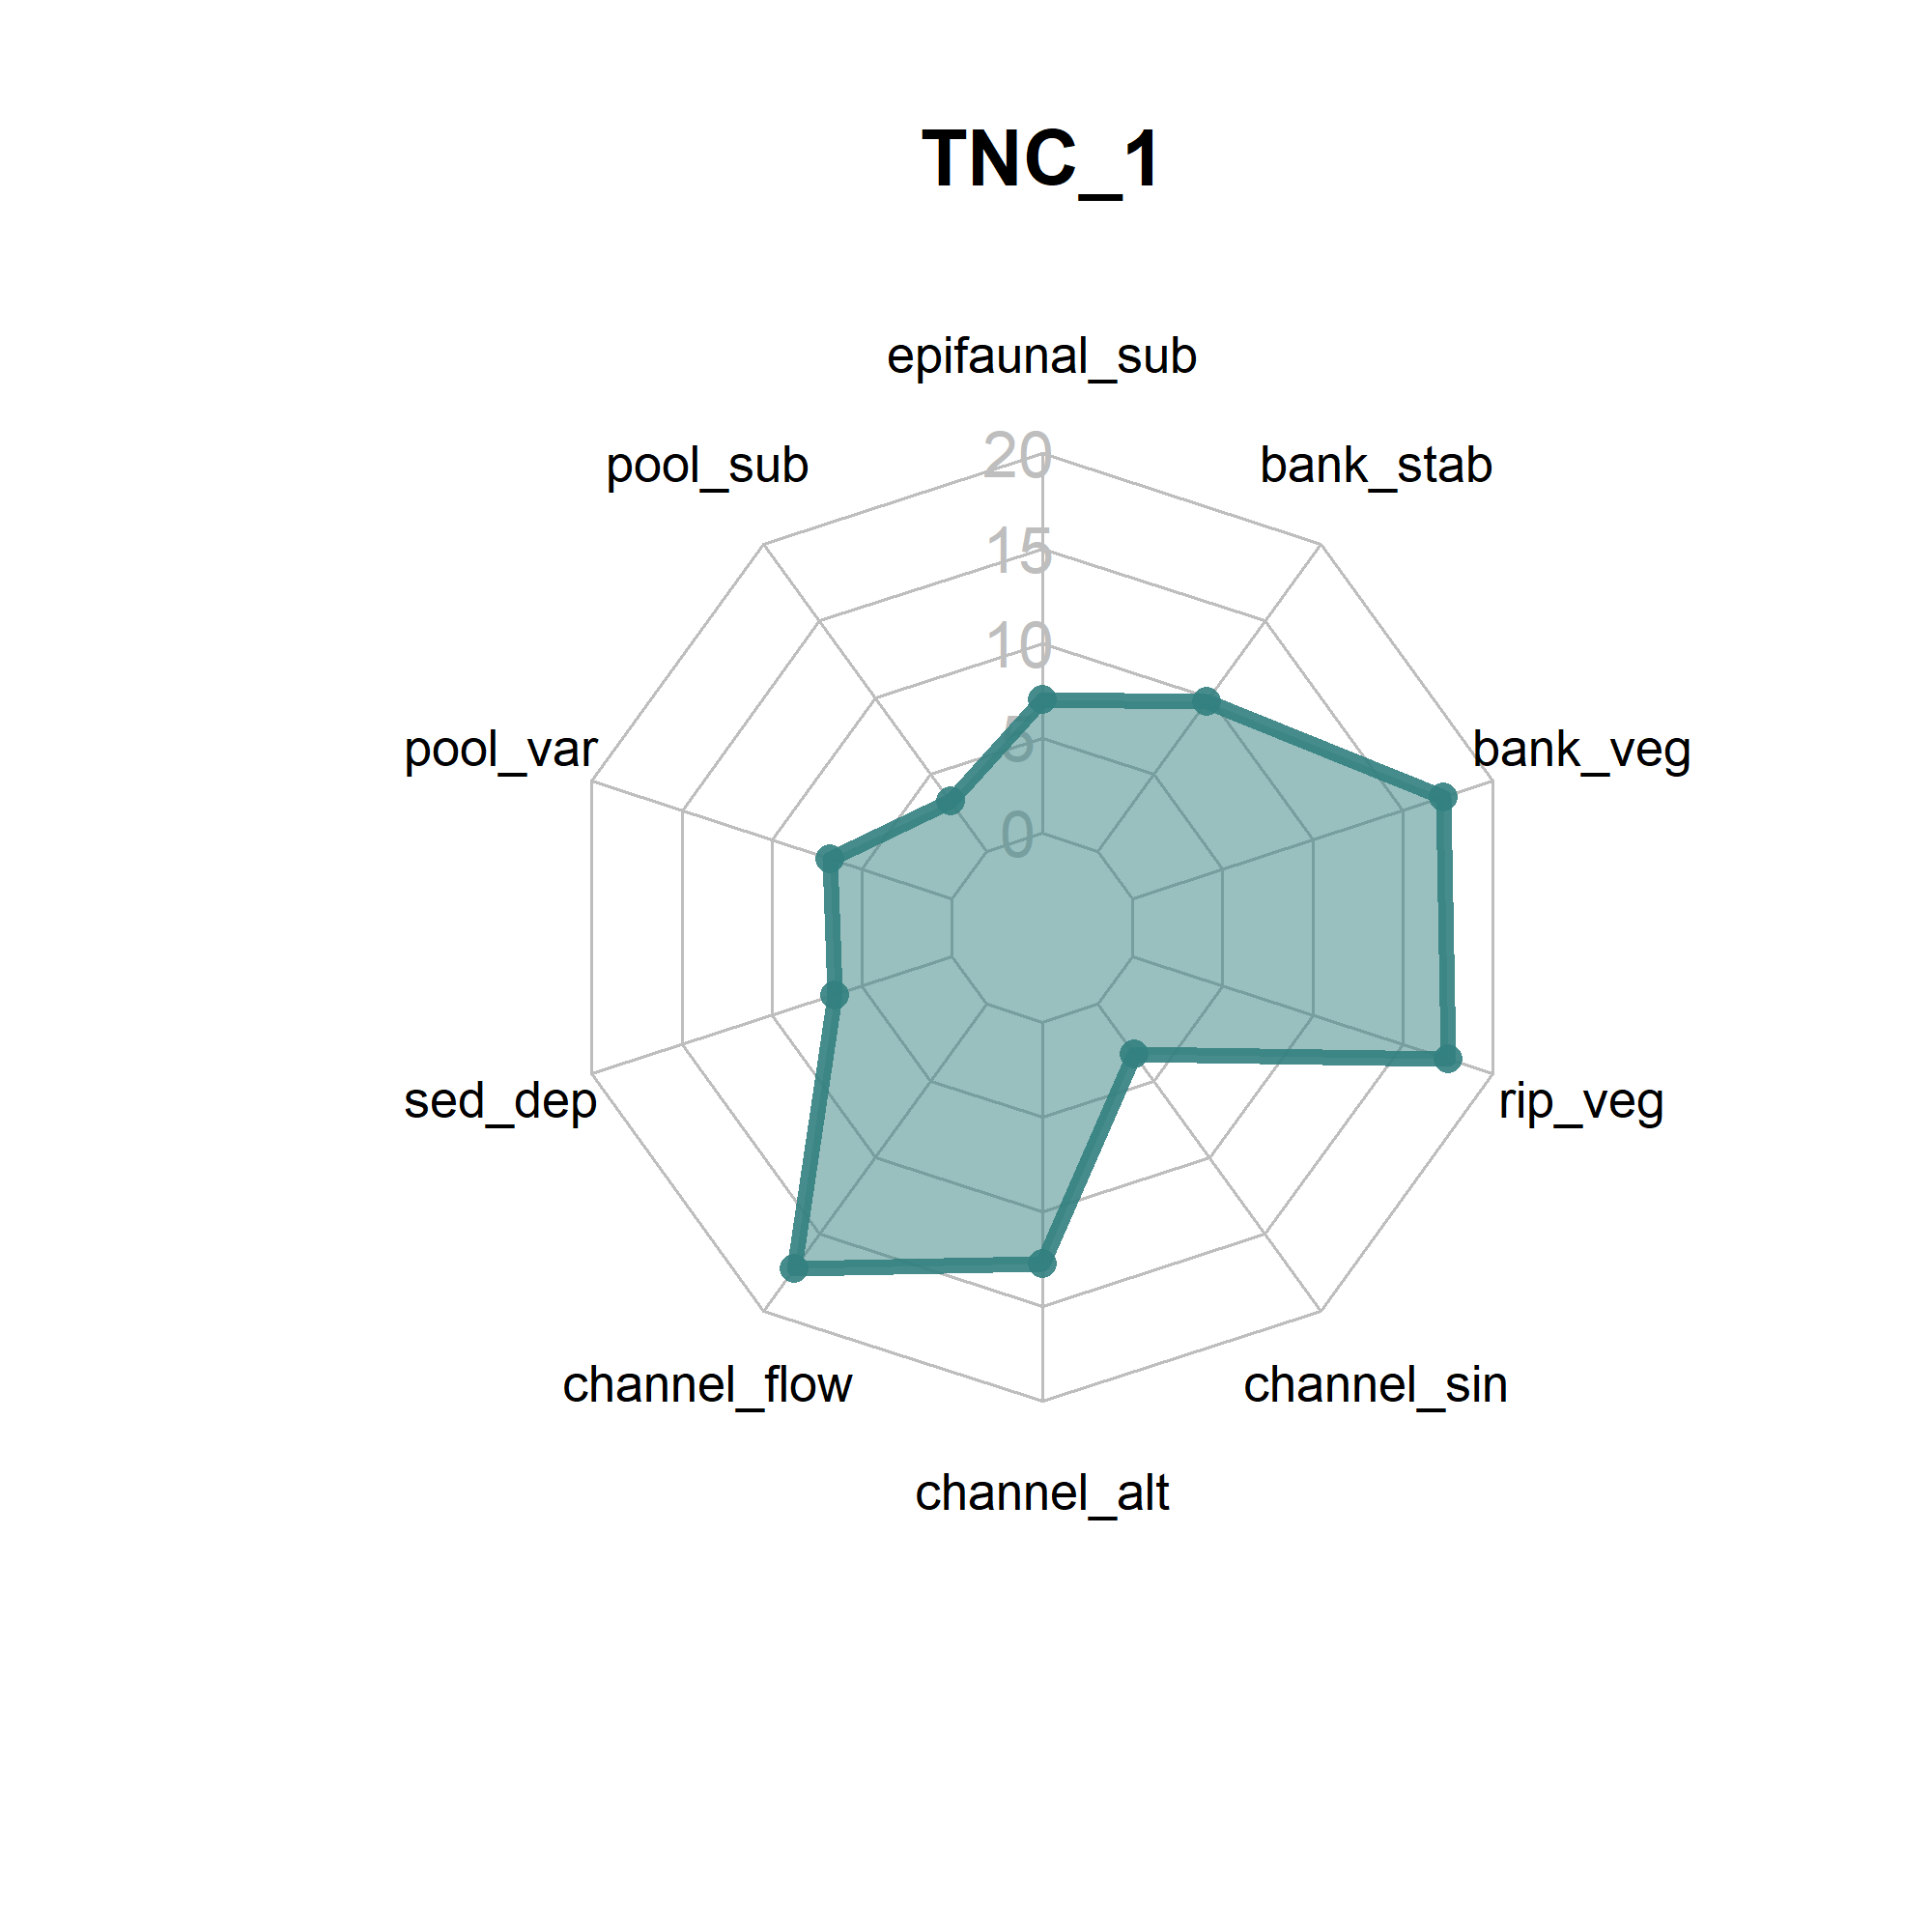 TNC_1
epifaunal_sub
pool_sub
bank_stab
20
15
10
5
0
pool_var
bank_veg
sed_dep
rip_veg
channel_flow
channel_sin
channel_alt